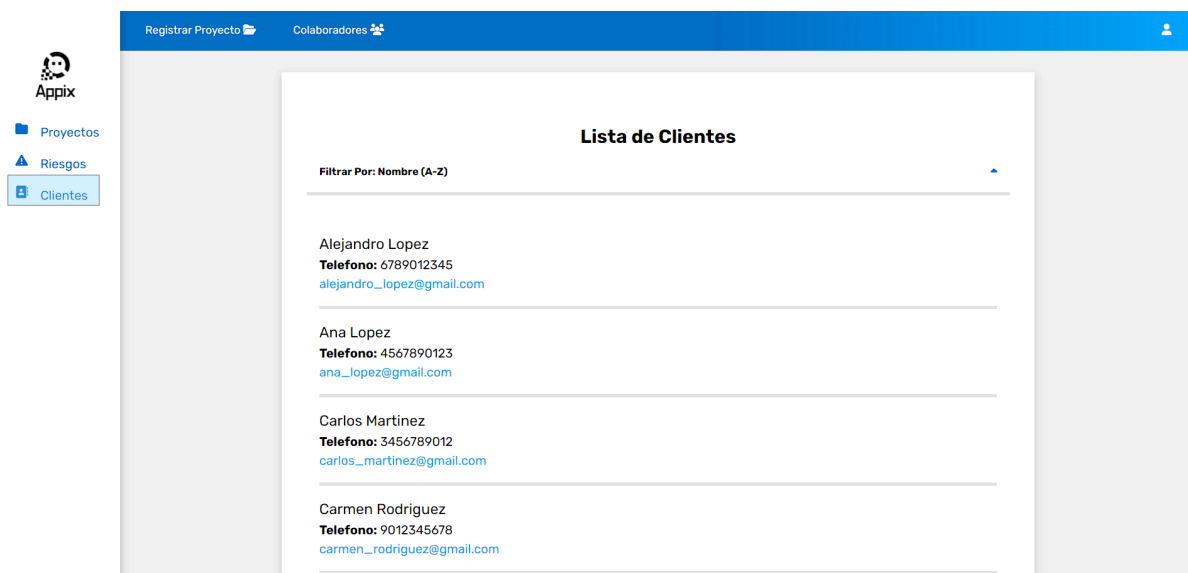 Registrar Proyecto
Colaboradores
Appix
Proyectos
Riesgos
Clientes
Lista de Clientes
Filtrar Por: Nombre (A-Z)
Alejandro Lopez
Telefono: 6789012345
alejandro_lopez@gmail.com
Ana Lopez
Telefono: 4567890123
ana_lopez@gmail.com
Carlos Martinez
Telefono: 3456789012
carlos_martinez@gmail.com
Carmen Rodriguez
Telefono: 9012345678
carmen_rodriguez@gmail.com